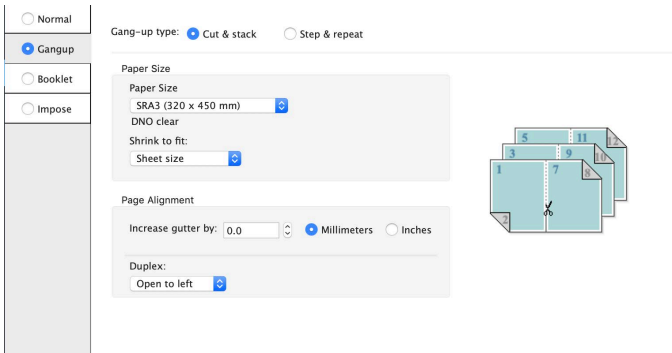 Normal
Gangup
Booklet
Impose
Gang-up type: Cut & stack Step & repeat
Paper Size
Paper Size
SRA3 (320 x 450 mm)
DNO clear
Shrink to fit:
Sheet size
Page Alignment
Increase gutter by: 0.0 Millimeters Inches
Duplex:
Open to left
5 11 12
3 9 10
1 7 8
2